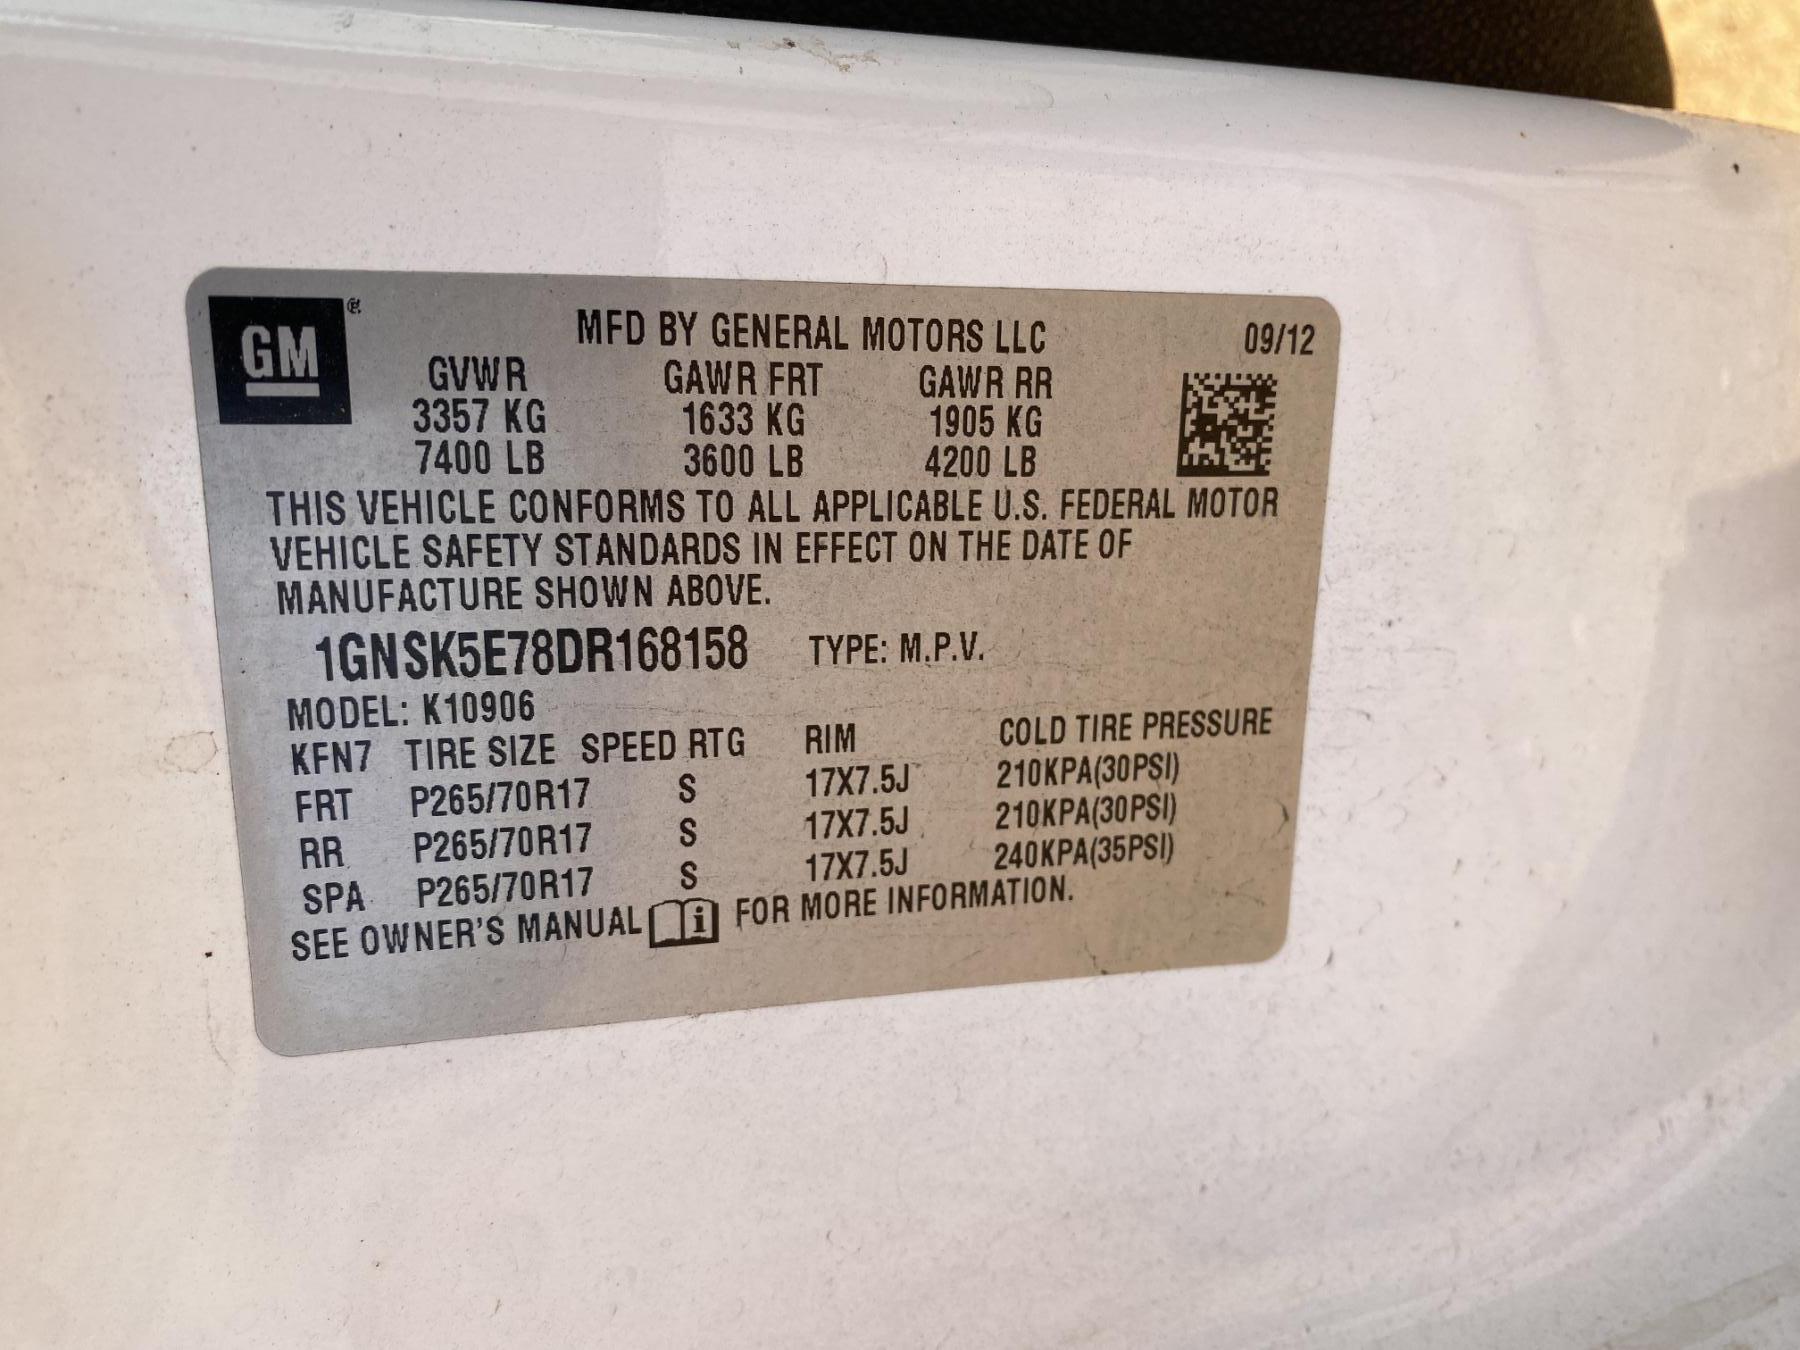 GM ®
MFD BY GENERAL MOTORS LLC 09/12
GVWR GAWR FRT GAWR RR
3357 KG 1633 KG 1905 KG
7400 LB 3600 LB 4200 LB
THIS VEHICLE CONFORMS TO ALL APPLICABLE U.S. FEDERAL MOTOR
VEHICLE SAFETY STANDARDS IN EFFECT ON THE DATE OF
MANUFACTURE SHOWN ABOVE.
1GNSK5E78DR168158 TYPE: M.P.V.
MODEL: K10906
KFN7 TIRE SIZE SPEED RTG RIM COLD TIRE PRESSURE
FRT P265/70R17 S 17X7.5J 210KPA(30PSI)
RR P265/70R17 S 17X7.5J 210KPA(30PSI)
SPA P265/70R17 S 17X7.5J 240KPA(35PSI)
SEE OWNER'S MANUAL i FOR MORE INFORMATION.